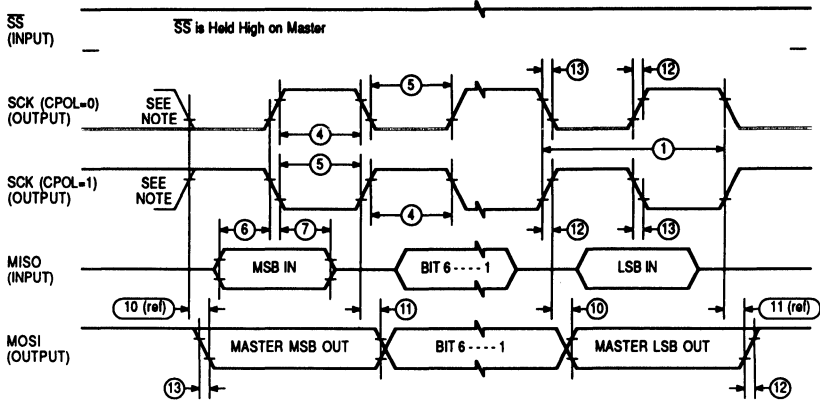 SS
(INPUT)
SS is Held High on Master
13
12
5
SCK (CPOL=0)
(OUTPUT)
SEE
NOTE
4
1
5
SCK (CPOL=1)
(OUTPUT)
SEE
NOTE
4
12
13
6
7
MISO
(INPUT)
MSB IN
BIT 6 - - - - 1
LSB IN
10 (ref)
11
10
11 (ref)
MOSI
(OUTPUT)
MASTER MSB OUT
BIT 6 - - - - 1
MASTER LSB OUT
13
12